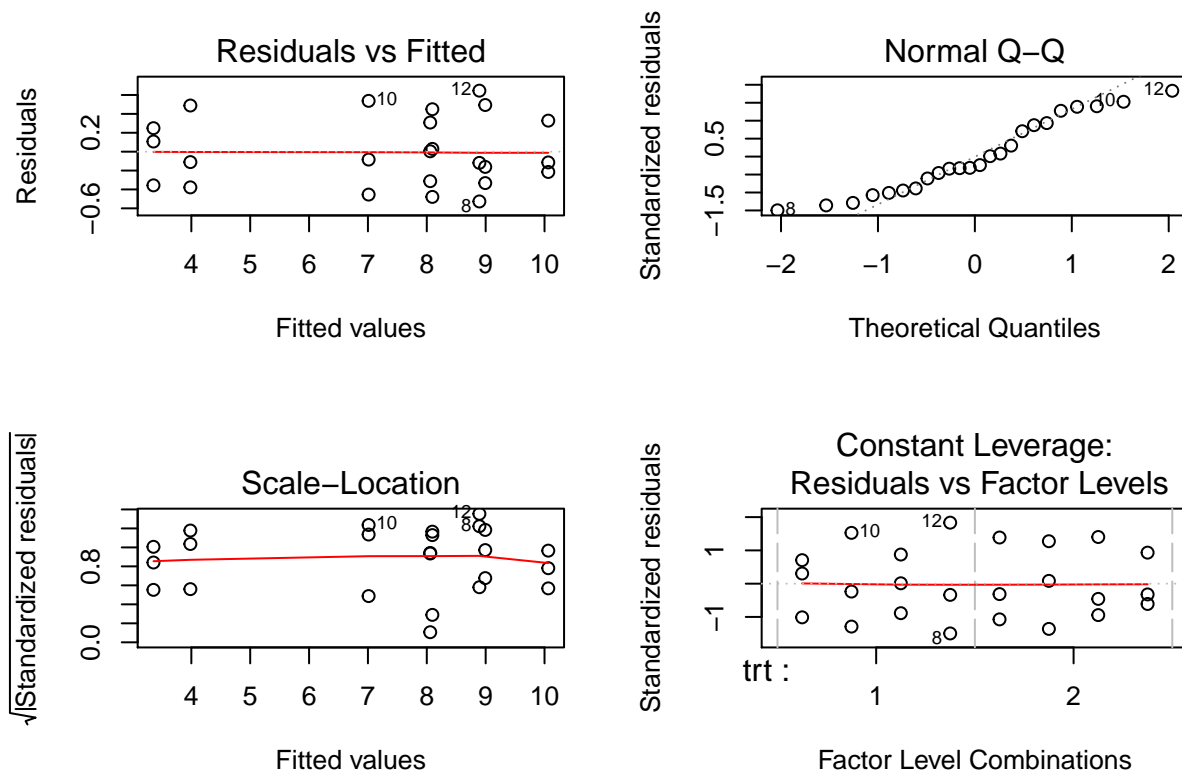 Residuals vs Fitted
Residuals
0.2
−0.6
10
12
8
4 5 6 7 8 9 10
Fitted values
Normal Q−Q
Standardized residuals
0.5
−1.5
8
10
12
−2 −1 0 1 2
Theoretical Quantiles
Scale−Location
√|Standardized residuals|
0.8
0.0
10
12
8
4 5 6 7 8 9 10
Fitted values
Constant Leverage:
Residuals vs Factor Levels
Standardized residuals
1
−1
10
12
8
trt :
1 2
Factor Level Combinations